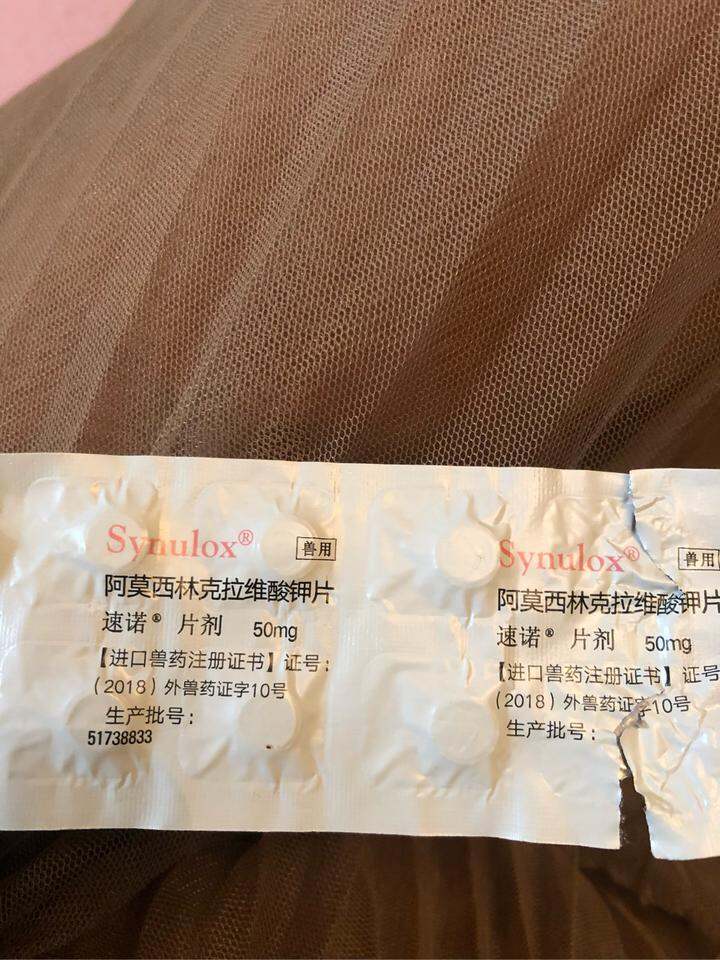 Synulox® 兽用
阿莫西林克拉维酸钾片
速诺® 片剂 50mg
【进口兽药注册证书】证号：
（2018）外兽药证字10号
生产批号：
51738833
Synulox® 兽用
阿莫西林克拉维酸钾片
速诺® 片剂 50mg
【进口兽药注册证书】证号
（2018）外兽药证字10号
生产批号：